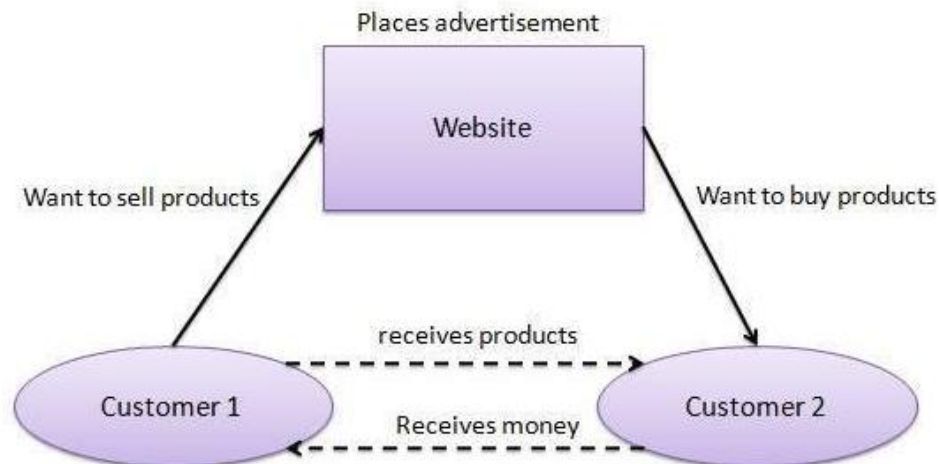 Places advertisement
Website
Want to sell products
Want to buy products
receives products
Customer 1
Customer 2
Receives money